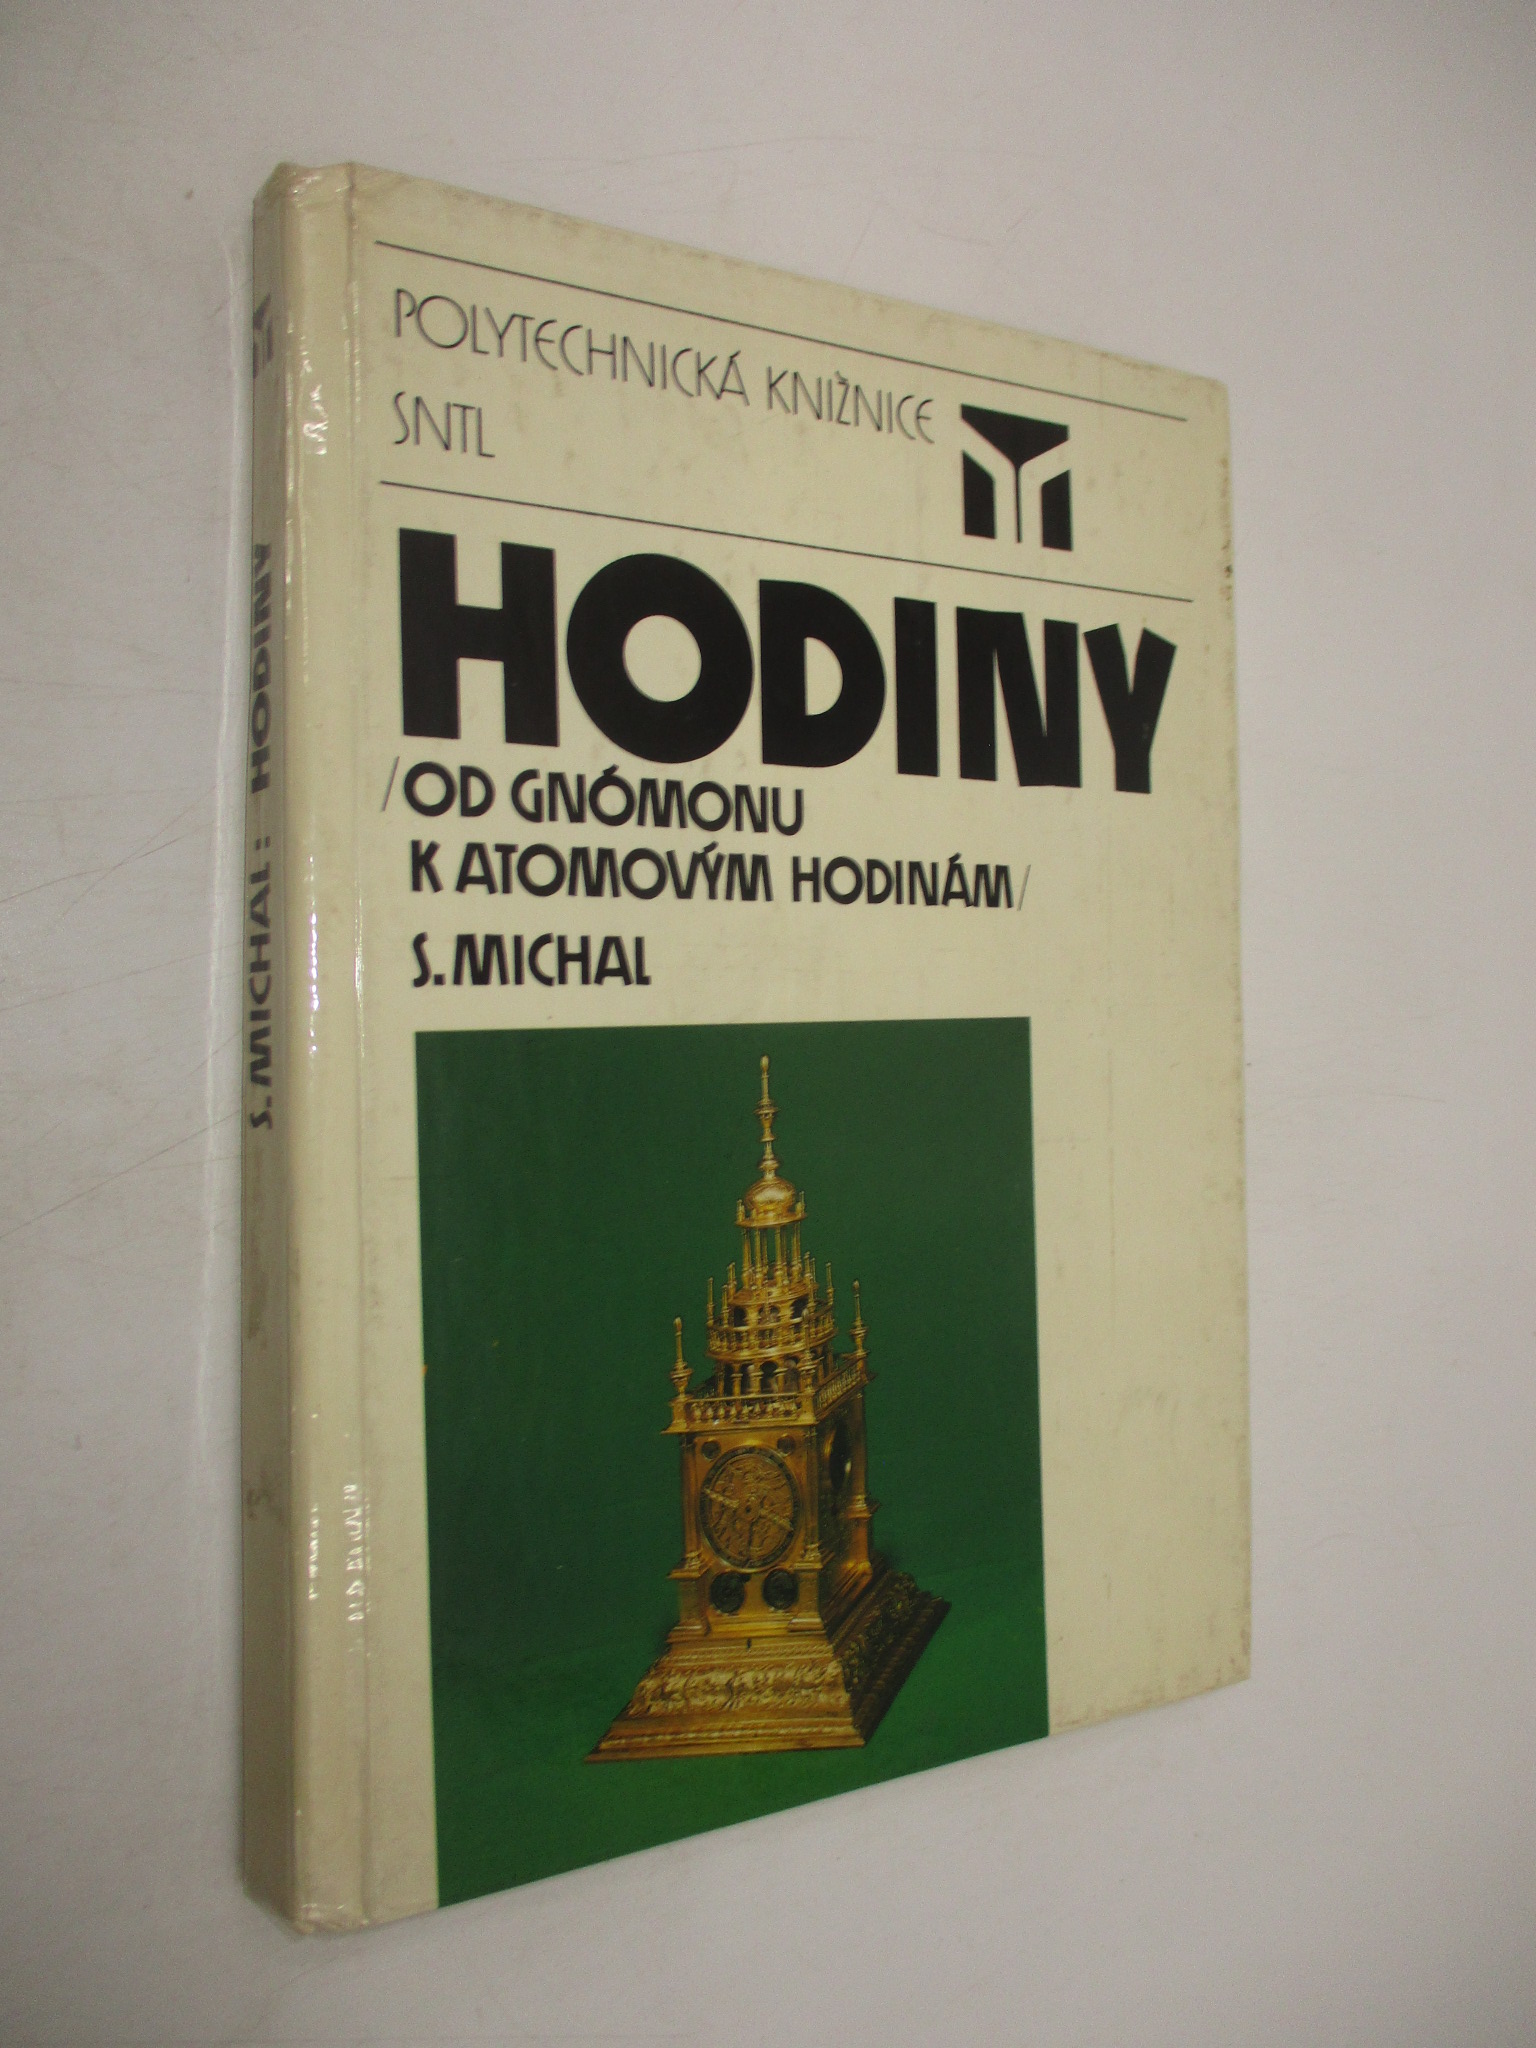 POLYTECHNICKÁ KNIŽNICE
SNTL
HODINY
/OD GNÓMONU
K ATOMOVÝM HODINÁM/
S. MICHAL
S. MICHAL: HODINY